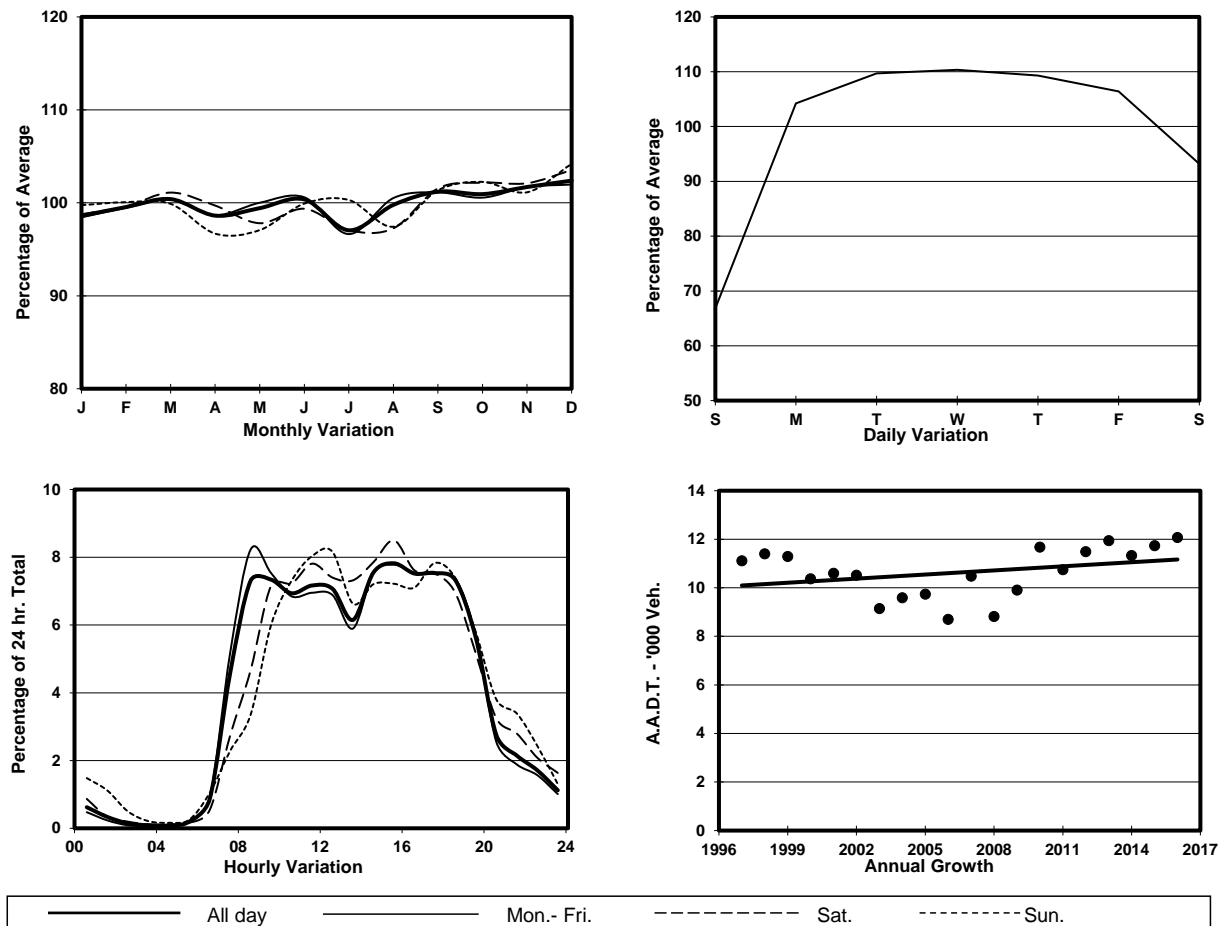 120
110
100
90
80
Percentage of Average
J F M A M J J A S O N D
Monthly Variation
120
110
100
90
80
70
60
50
Percentage of Average
S M T W T F S
Daily Variation
10
8
6
4
2
0
Percentage of 24 hr. Total
00 04 08 12 16 20 24
Hourly Variation
14
12
10
8
6
4
2
0
A.A.D.T. - '000 Veh.
1996 1999 2002 2005 2008 2011 2014 2017
Annual Growth
All day Mon.- Fri. Sat. Sun.